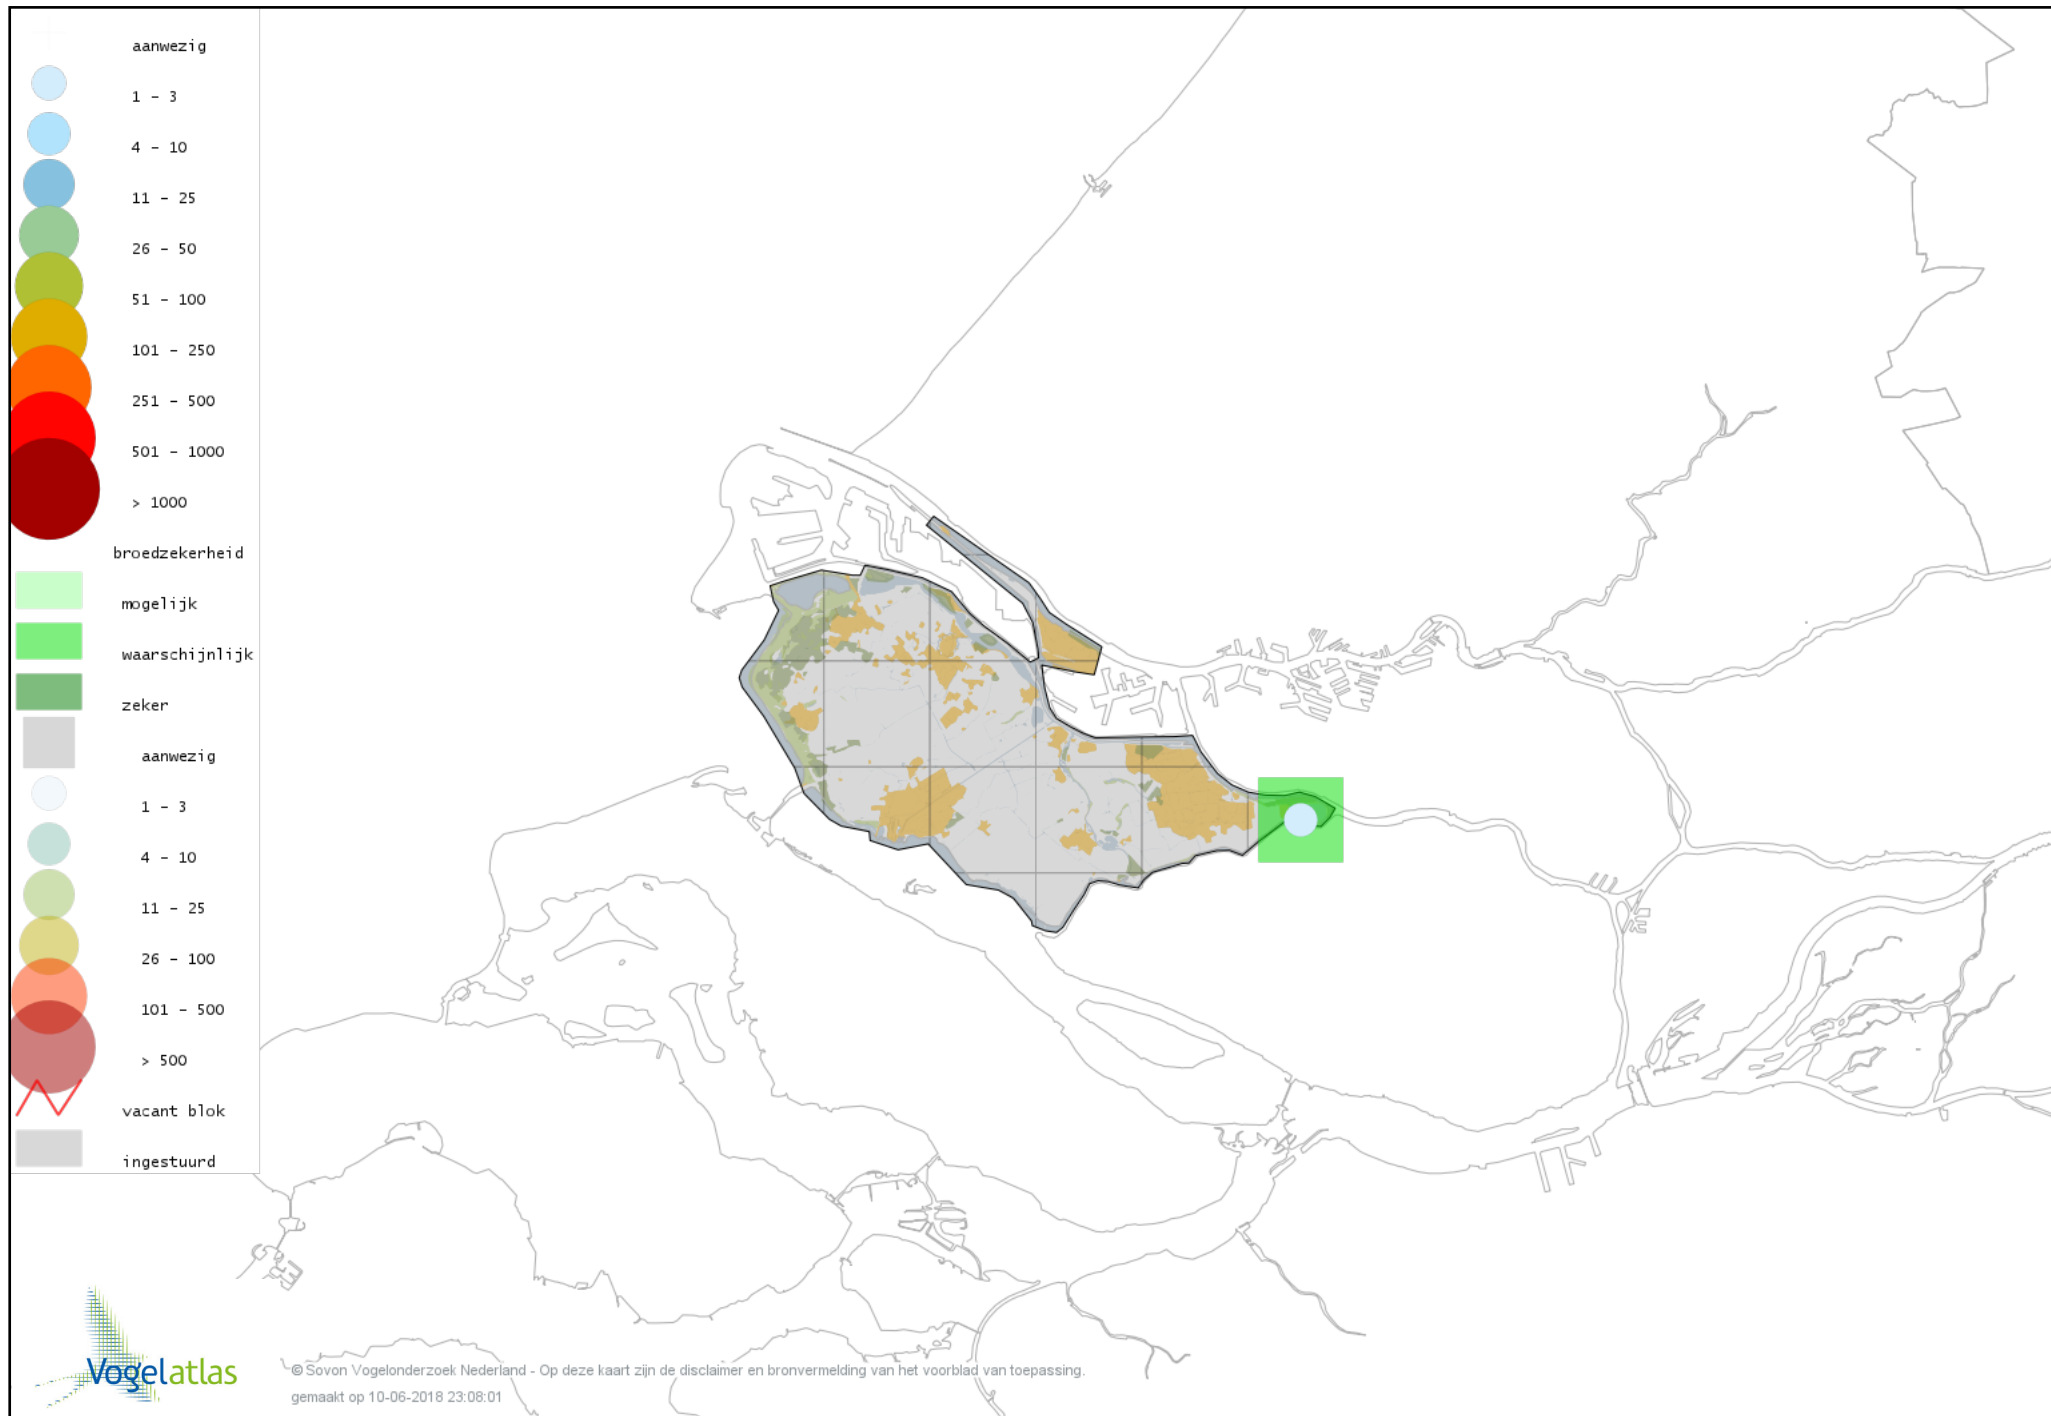 aanwezig
1 - 3
4 - 10
11 - 25
26 - 50
51 - 100
101 - 250
251 - 500
501 - 1000
> 1000
broedzekerheid
mogelijk
waarschijnlijk
zeker
aanwezig
1 - 3
4 - 10
11 - 25
26 - 100
101 - 500
> 500
vacant blok
ingestuurd
Vogelatlas
© Sovon Vogelonderzoek Nederland - Op deze kaart zijn de disclaimer en bronvermelding van het voorblad van toepassing.
gemaakt op 10-06-2018 23:08:01